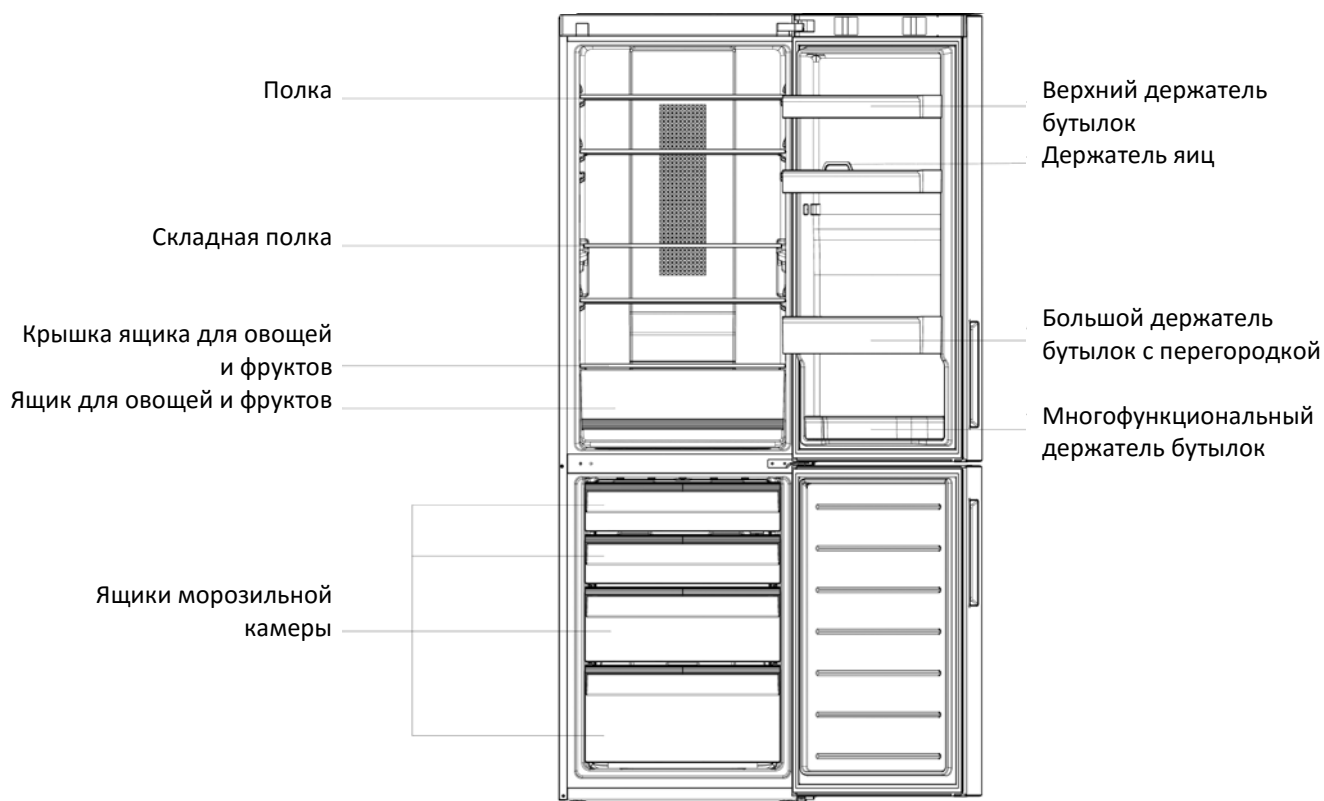 Полка
Складная полка
Крышка ящика для овощей
и фруктов
Ящик для овощей и фруктов
Ящики морозильной
камеры
Верхний держатель
бутылок
Держатель яиц
Большой держатель
бутылок с перегородкой
Многофункциональный
держатель бутылок